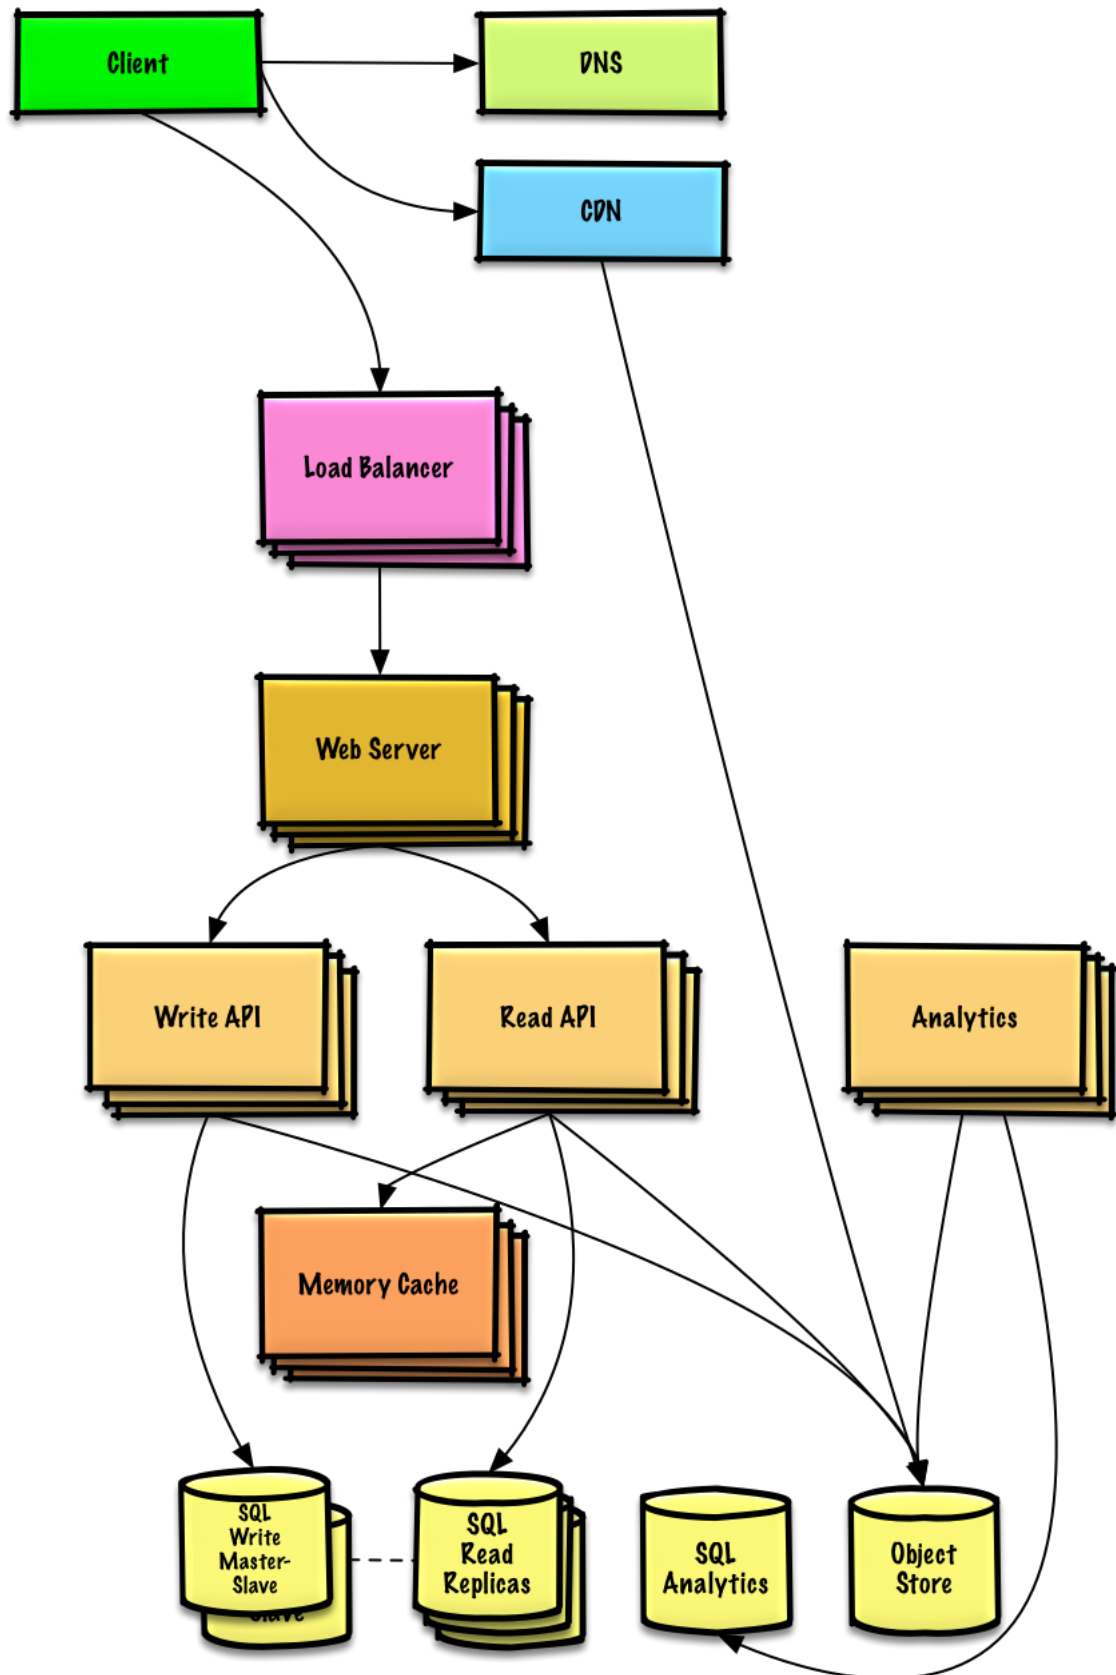 Client
DNS
CDN
Load Balancer
Web Server
Write API
Read API
Analytics
Memory Cache
SQL
Write
Master-
Slave
Slave
SQL
Read
Replicas
SQL
Analytics
Object
Store